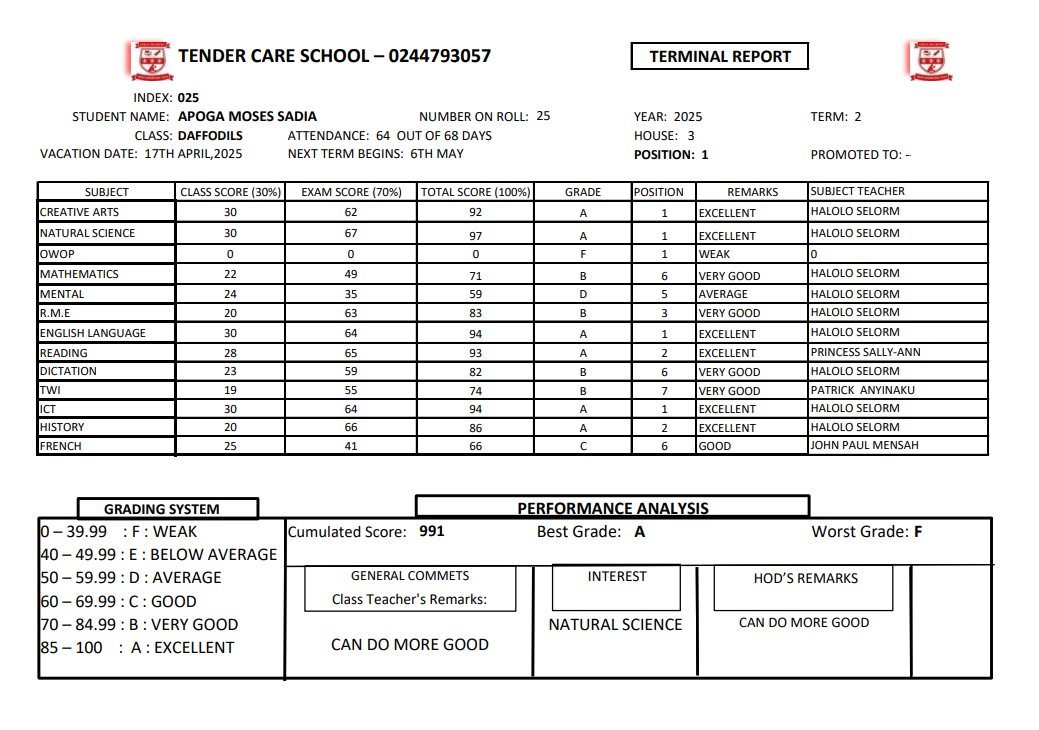 TENDER CARE SCHOOL – 0244793057 TERMINAL REPORT
INDEX: 025
STUDENT NAME: APOGA MOSES SADIA NUMBER ON ROLL: 25 YEAR: 2025 TERM: 2
CLASS: DAFFODILS ATTENDANCE: 64 OUT OF 68 DAYS HOUSE: 3
VACATION DATE: 17TH APRIL,2025 NEXT TERM BEGINS: 6TH MAY POSITION: 1 PROMOTED TO: --
SUBJECT CLASS SCORE (30%) EXAM SCORE (70%) TOTAL SCORE (100%) GRADE POSITION REMARKS SUBJECT TEACHER
CREATIVE ARTS 30 62 92 A 1 EXCELLENT HALOLO SELORM
NATURAL SCIENCE 30 67 97 A 1 EXCELLENT HALOLO SELORM
OWOP 0 0 0 F 1 WEAK 0
MATHEMATICS 22 49 71 B 6 VERY GOOD HALOLO SELORM
MENTAL 24 35 59 D 5 AVERAGE HALOLO SELORM
R.M.E 20 63 83 B 3 VERY GOOD HALOLO SELORM
ENGLISH LANGUAGE 30 64 94 A 1 EXCELLENT HALOLO SELORM
READING 28 65 93 A 2 EXCELLENT PRINCESS SALLY-ANN
DICTATION 23 59 82 B 6 VERY GOOD HALOLO SELORM
TWI 19 55 74 B 7 VERY GOOD PATRICK ANYINAKU
ICT 30 64 94 A 1 EXCELLENT HALOLO SELORM
HISTORY 20 66 86 A 2 EXCELLENT HALOLO SELORM
FRENCH 25 41 66 C 6 GOOD JOHN PAUL MENSAH
GRADING SYSTEM
0 – 39.99 : F : WEAK
40 – 49.99 : E : BELOW AVERAGE
50 – 59.99 : D : AVERAGE
60 – 69.99 : C : GOOD
70 – 84.99 : B : VERY GOOD
85 – 100 : A : EXCELLENT
PERFORMANCE ANALYSIS
Cumulated Score: 991 Best Grade: A Worst Grade: F
GENERAL COMMETS
Class Teacher's Remarks:
CAN DO MORE GOOD
INTEREST
NATURAL SCIENCE
HOD'S REMARKS
CAN DO MORE GOOD